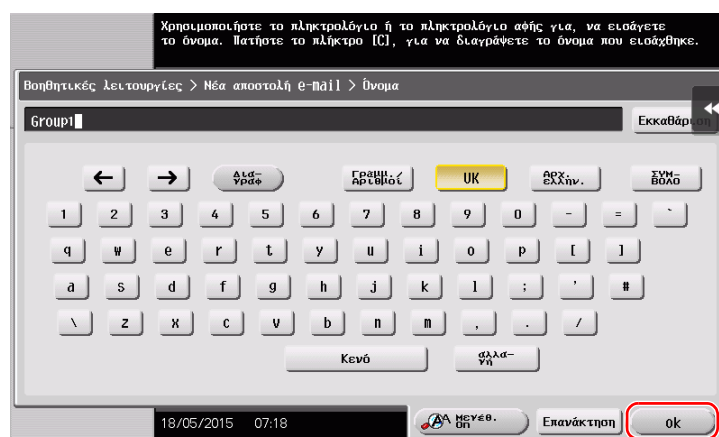 Χρησιμοποιήστε το πληκτρολόγιο ή το πληκτρολόγιο αφής για, να εισάγετε
το όνομα. Πατήστε το πλήκτρο [C], για να διαγράψετε το όνομα που εισάχθηκε.
Βοηθητικές λειτουργίες > Νέα αποστολή e-mail > Όνομα
Group1 Εκκαθάρ
← → Δια-
γραφ Γραμμ./
Αριθμοί UK Αρχ.
ελλην. ΣΥΜ-
ΒΟΛΟ
1 2 3 4 5 6 7 8 9 0 - = `
q w e r t y u i o p [ ]
a s d f g h j k l ; ' #
\ z x c v b n m , . /
Κενό αλλα-
γή
18/05/2015 07:18 Μεγέθ.
Επανάκτηση ok